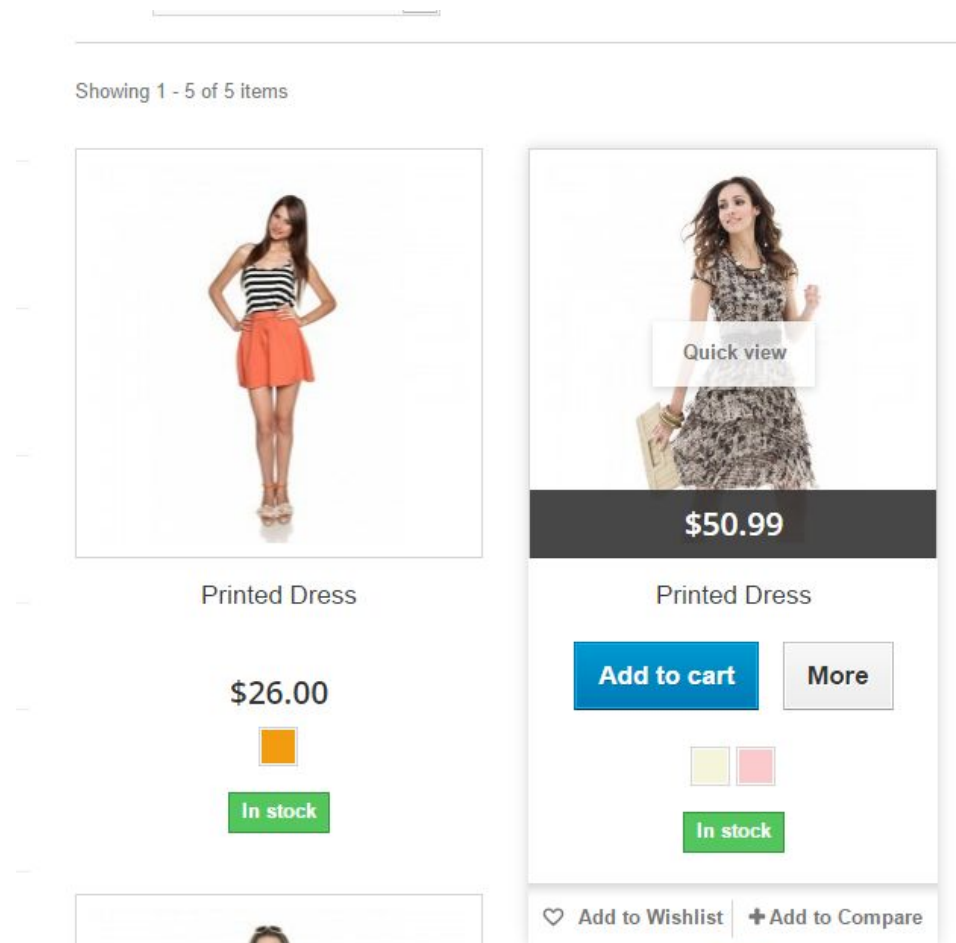 Showing 1 - 5 of 5 items
Quick view
$50.99
Printed Dress
Printed Dress
Add to cart
More
$26.00
In stock
In stock
Add to Wishlist
Add to Compare